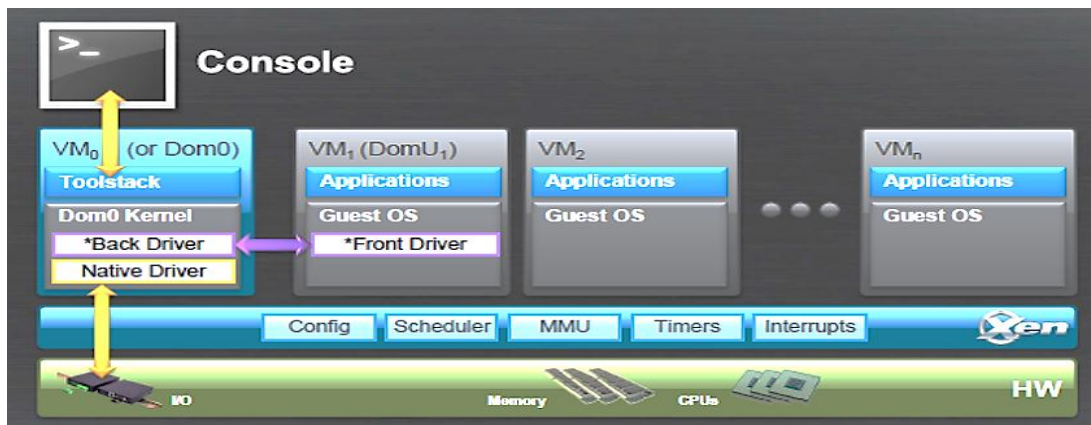 >_
Console
VM₀ (or Dom0)
Toolstack
Dom0 Kernel
*Back Driver
Native Driver
VM₁ (DomU₁)
Applications
Guest OS
*Front Driver
VM₂
Applications
Guest OS
VMₙ
Applications
Guest OS
Config Scheduler MMU Timers Interrupts Xen
I/O Memory CPUs HW